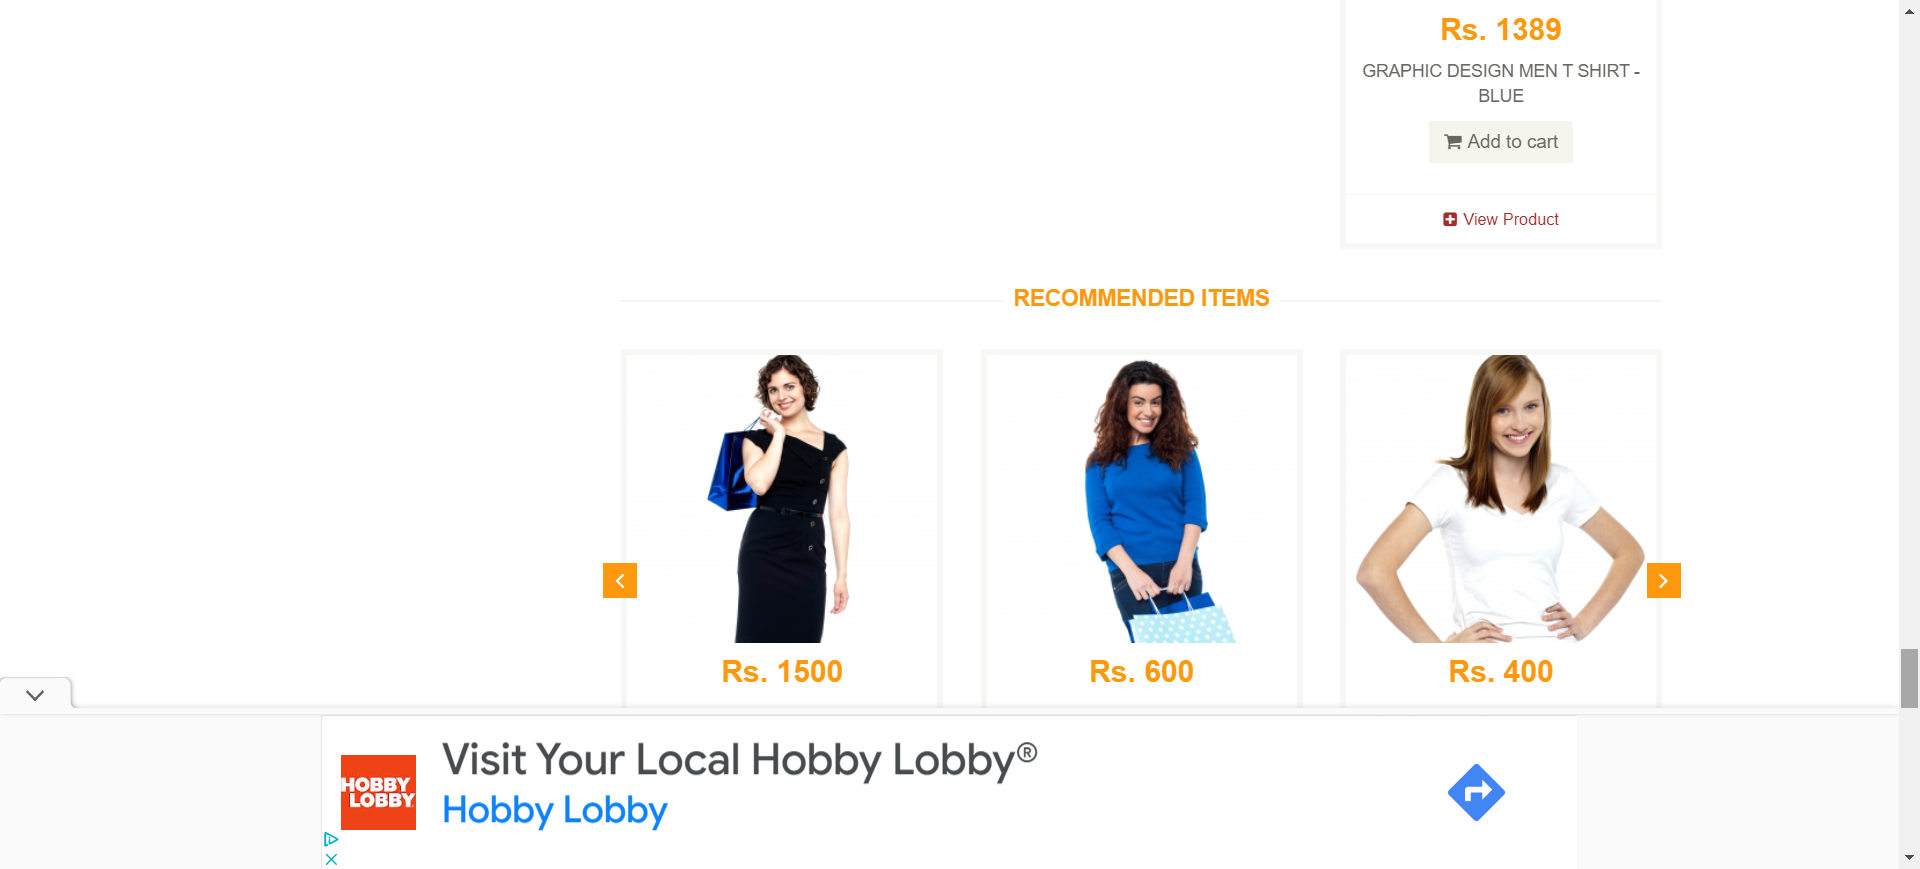 Rs. 1389
GRAPHIC DESIGN MEN T SHIRT -
BLUE
Add to cart
View Product
RECOMMENDED ITEMS
Rs. 1500
Rs. 600
Rs. 400
HOBBY
LOBBY
Visit Your Local Hobby Lobby®
Hobby Lobby